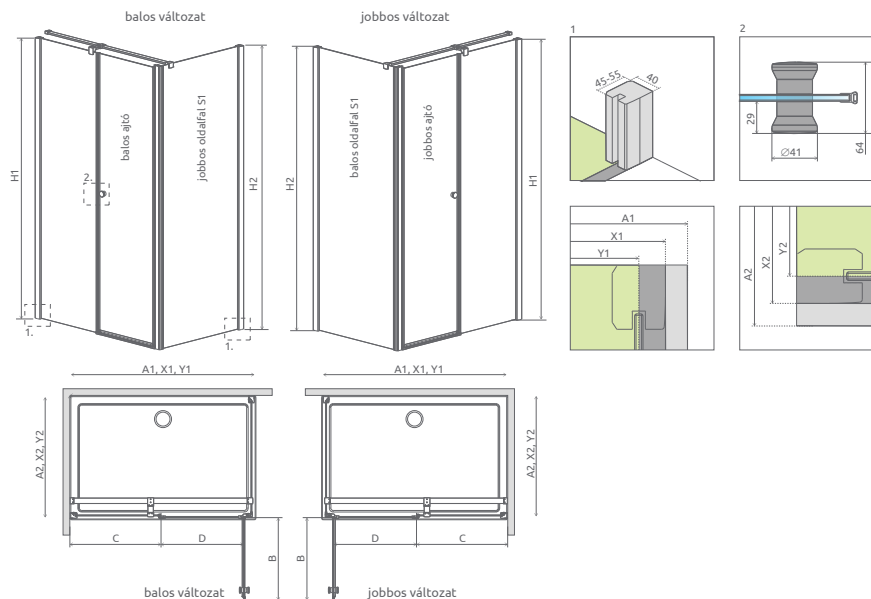 balos változat
jobbos változat
H1
2.
balos ajtó
jobbos oldalfal S1
H2
1.
1.
H2
balos oldalfal S1
jobbos ajtó
H1
1
45-55
40
2
29
Ø41
64
A1
X1
Y1
A2
X2
Y2
A1, X1, Y1
A2, X2, Y2
C
D
B
A1, X1, Y1
A2, X2, Y2
D
C
B
balos változat
jobbos változat